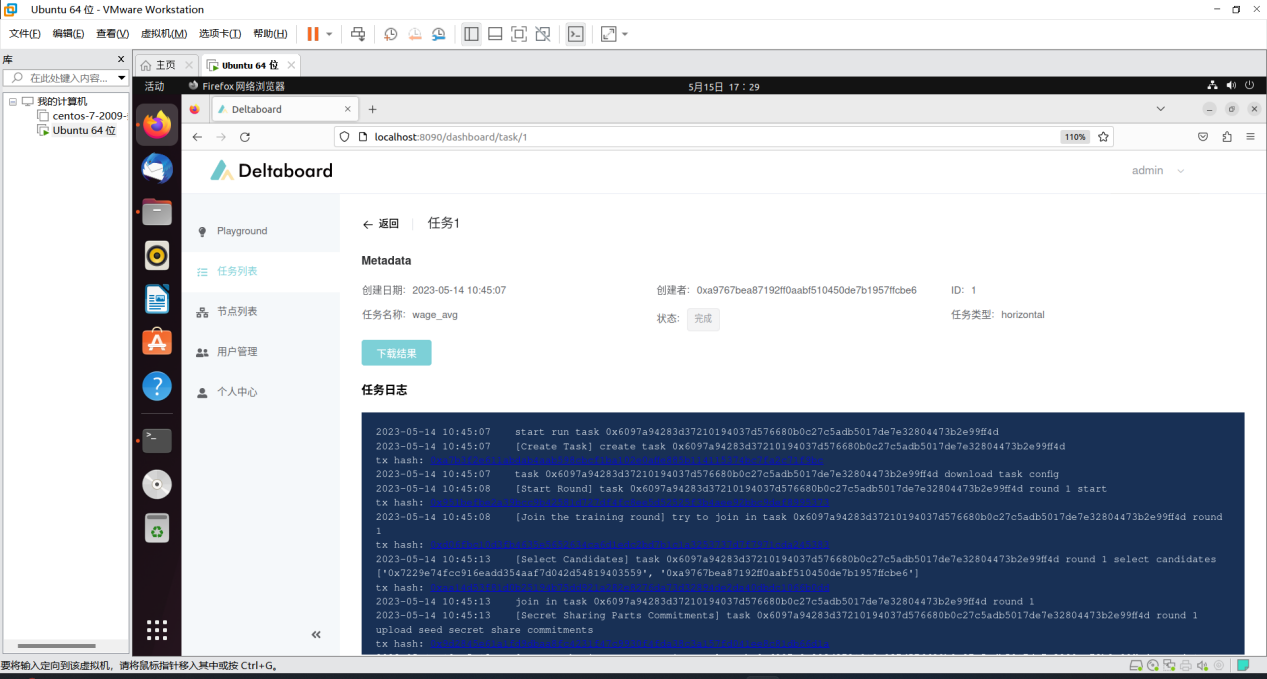 Ubuntu 64 位 - VMware Workstation
文件(F) 编辑(E) 查看(V) 虚拟机(M) 选项卡(T) 帮助(H)
库
在此处键入内容...
我的计算机
centos-7-2009-
Ubuntu 64 位
主页
Ubuntu 64 位
活动
Firefox 网络浏览器
5月15日 17：29
Deltaboard
localhost:8090/dashboard/task/1
110%
Deltaboard
admin
Playground
任务列表
节点列表
用户管理
个人中心
返回
任务1
Metadata
创建日期: 2023-05-14 10:45:07
创建者: 0xa9767bea87192ff0aabf510450de7b1957ffcbe6
ID: 1
任务名称: wage_avg
状态: 完成
任务类型: horizontal
下载结果
任务日志
2023-05-14 10:45:07 start run task 0x6097a94283d37210194037d576680b0c27c5adb5017de7e32804473b2e99ff4d
2023-05-14 10:45:07 [Create Task] create task 0x6097a94283d37210194037d576680b0c27c5adb5017de7e32804473b2e99ff4d
tx hash:
2023-05-14 10:45:07 task 0x6097a94283d37210194037d576680b0c27c5adb5017de7e32804473b2e99ff4d download task config
2023-05-14 10:45:08 [Start Round] task 0x6097a94283d37210194037d576680b0c27c5adb5017de7e32804473b2e99ff4d round 1 start
tx hash:
2023-05-14 10:45:08 [Join the training round] try to join in task 0x6097a94283d37210194037d576680b0c27c5adb5017de7e32804473b2e99ff4d round
1
tx hash:
2023-05-14 10:45:13 [Select Candidates] task 0x6097a94283d37210194037d576680b0c27c5adb5017de7e32804473b2e99ff4d round 1 select candidates
['0x7229e74fcc916eadd354aaf7d042d54819403559', '0xa9767bea87192ff0aabf510450de7b1957ffcbe6']
tx hash:
2023-05-14 10:45:13 join in task 0x6097a94283d37210194037d576680b0c27c5adb5017de7e32804473b2e99ff4d round 1
2023-05-14 10:45:13 [Secret Sharing Parts Commitments] task 0x6097a94283d37210194037d576680b0c27c5adb5017de7e32804473b2e99ff4d round 1
upload seed secret share commitments
tx hash:
要将输入定向到该虚拟机，请将鼠标指针移入其中或按 Ctrl+G。